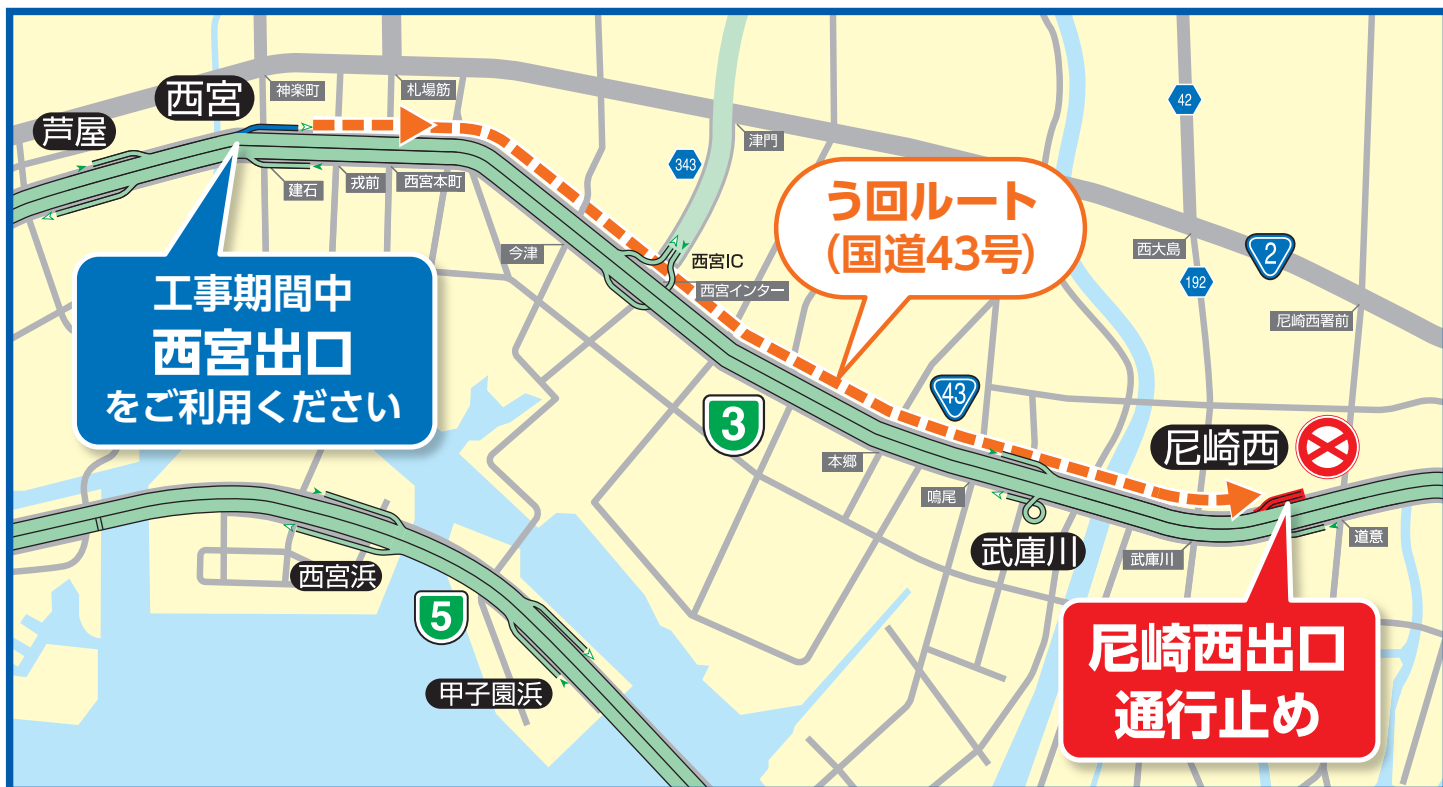 神楽町
札場筋
西宮
芦屋
42
津門
343
建石
戎前
西宮本町
う回ルート
(国道43号)
今津
西宮IC
西宮インター
西大島
2
192
尼崎西署前
工事期間中
西宮出口
をご利用ください
43
3
尼崎西
本郷
鳴尾
武庫川
武庫川
道意
西宮浜
5
甲子園浜
尼崎西出口
通行止め